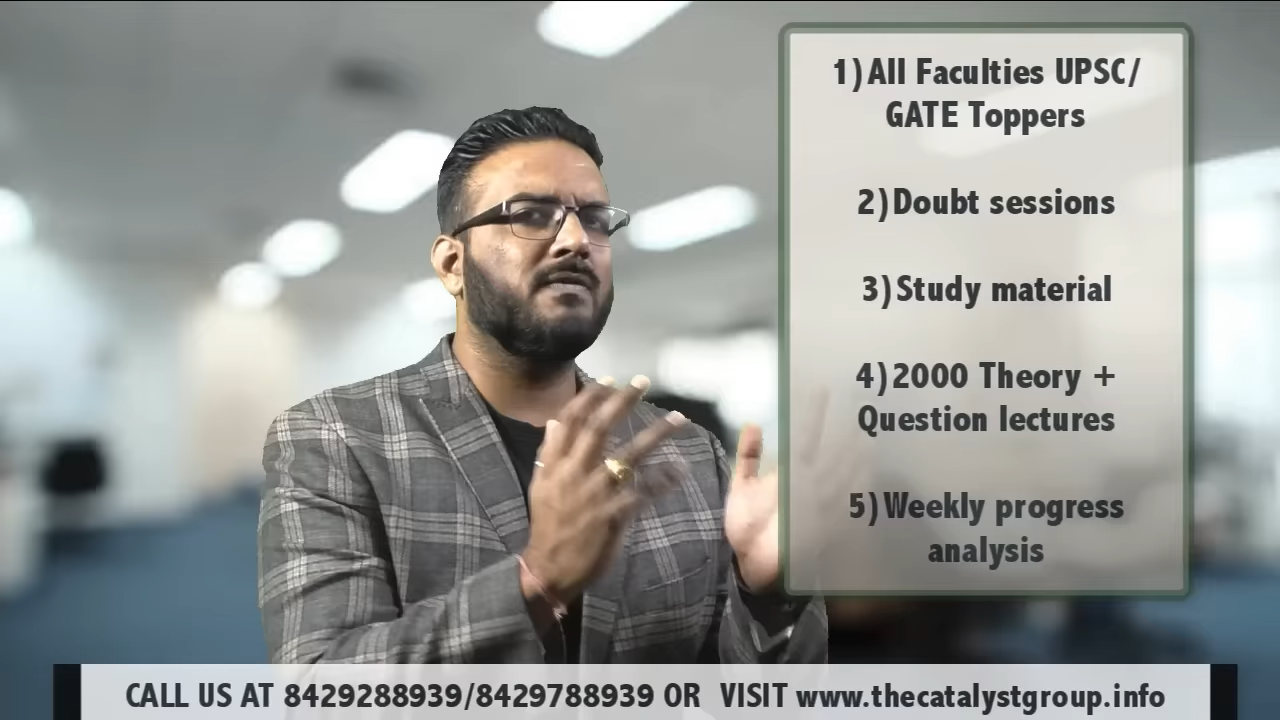 1)All Faculties UPSC/
GATE Toppers
2)Doubt sessions
3)Study material
4)2000 Theory +
Question lectures
5)Weekly progress
analysis
CALL US AT 8429288939/8429788939 OR VISIT www.thecatalystgroup.info